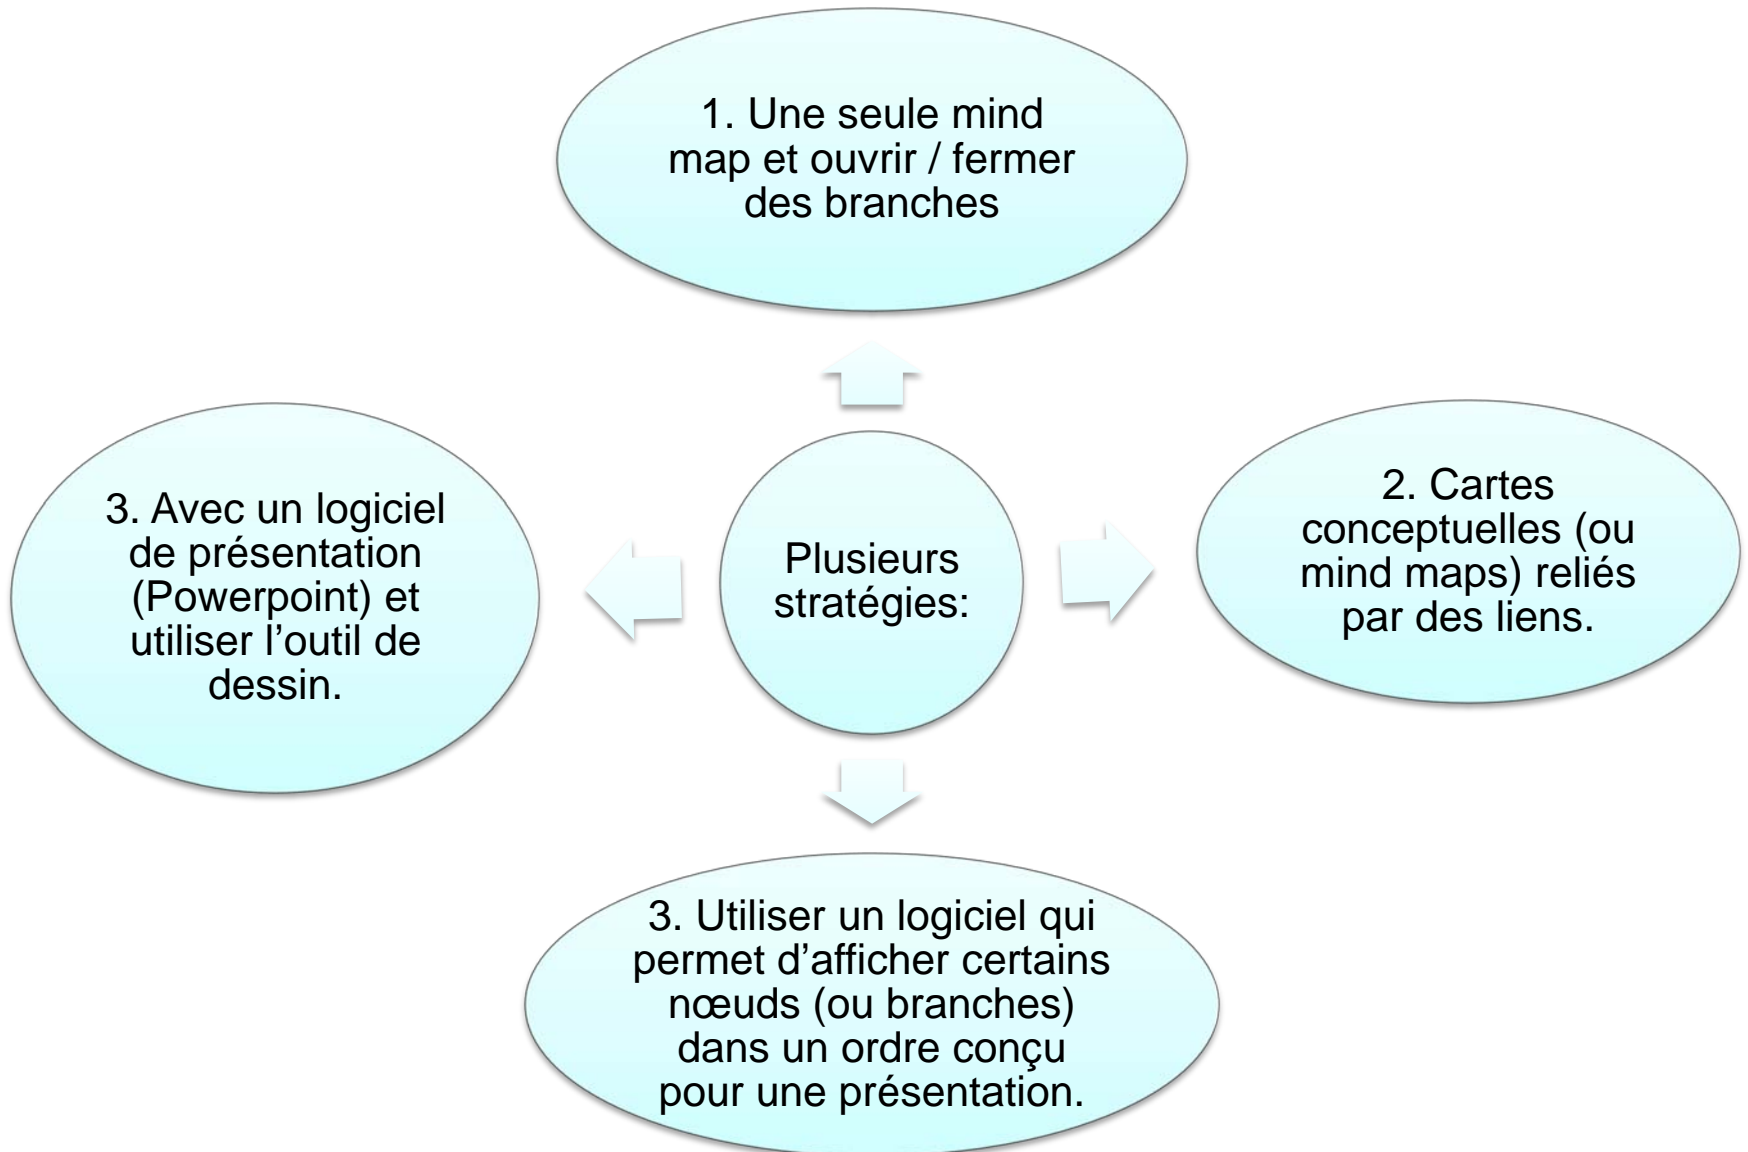 1. Une seule mind
map et ouvrir / fermer
des branches
Plusieurs
stratégies:
2. Cartes
conceptuelles (ou
mind maps) reliés
par des liens.
3. Utiliser un logiciel qui
permet d’afficher certains
nœuds (ou branches)
dans un ordre conçu
pour une présentation.
3. Avec un logiciel
de présentation
(Powerpoint) et
utiliser l’outil de
dessin.